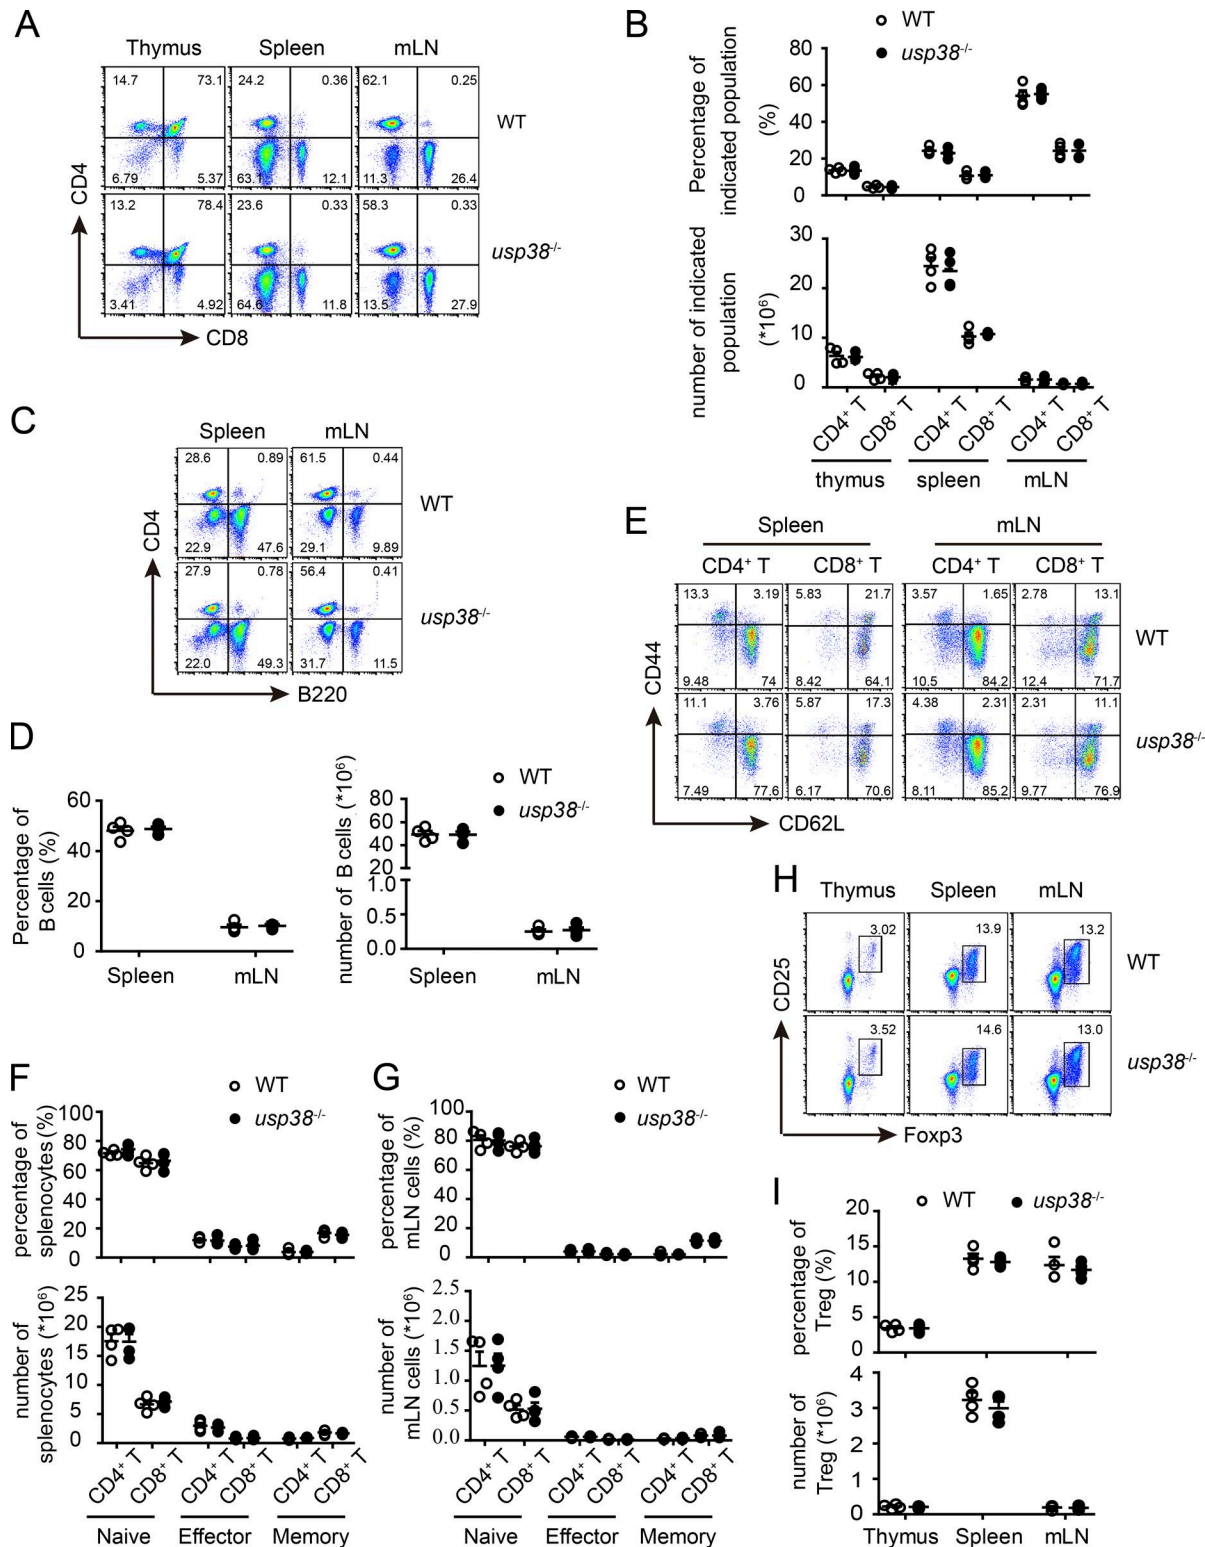 A
Thymus Spleen mLN
14.7 73.1 24.2 0.36 62.1 0.25
WT
6.79 5.37 63.1 12.1 11.3 26.4
13.2 78.4 23.6 0.33 58.3 0.33
usp38-/-
3.41 4.92 64.6 11.8 13.5 27.9
CD4
CD8
B
WT
usp38-/-
Percentage of
indicated population
(%)
80
60
40
20
0
number of indicated
population
(*10⁶)
30
20
10
0
CD4⁺ T CD8⁺ T CD4⁺ T CD8⁺ T CD4⁺ T CD8⁺ T
thymus spleen mLN
C
Spleen mLN
28.6 0.89 61.5 0.44
WT
22.9 47.6 29.1 9.89
27.9 0.78 56.4 0.41
usp38-/-
22.0 49.3 31.7 11.5
CD4
B220
D
Percentage of
B cells (%)
60
40
20
0
Spleen mLN
WT
usp38-/-
number of B cells (*10⁶)
80
60
40
20
1.0
0.5
0.0
Spleen mLN
E
Spleen mLN
CD4⁺ T CD8⁺ T CD4⁺ T CD8⁺ T
13.3 3.19 5.83 21.7 3.57 1.65 2.78 13.1
WT
9.48 74 8.42 64.1 10.5 84.2 12.4 71.7
11.1 3.76 5.87 17.3 4.38 2.31 2.31 11.1
usp38-/-
7.49 77.6 6.17 70.6 8.11 85.2 9.77 76.9
CD44
CD62L
F
WT
usp38-/-
percentage of
splenocytes (%)
100
80
60
40
20
0
number of
splenocytes (*10⁶)
25
20
15
10
5
0
CD4⁺ T CD8⁺ T CD4⁺ T CD8⁺ T CD4⁺ T CD8⁺ T
Naive Effector Memory
G
WT
usp38-/-
percentage of
mLN cells (%)
100
80
60
40
20
0
number of
mLN cells (*10⁶)
2.5
2.0
1.5
1.0
0.5
0.0
CD4⁺ T CD8⁺ T CD4⁺ T CD8⁺ T CD4⁺ T CD8⁺ T
Naive Effector Memory
H
Thymus Spleen mLN
3.02 13.9 13.2
WT
3.52 14.6 13.0
usp38-/-
CD25
Foxp3
I
WT usp38-/-
percentage of
Treg (%)
20
15
10
5
0
number of
Treg (*10⁶)
4
3
2
1
0
Thymus Spleen mLN